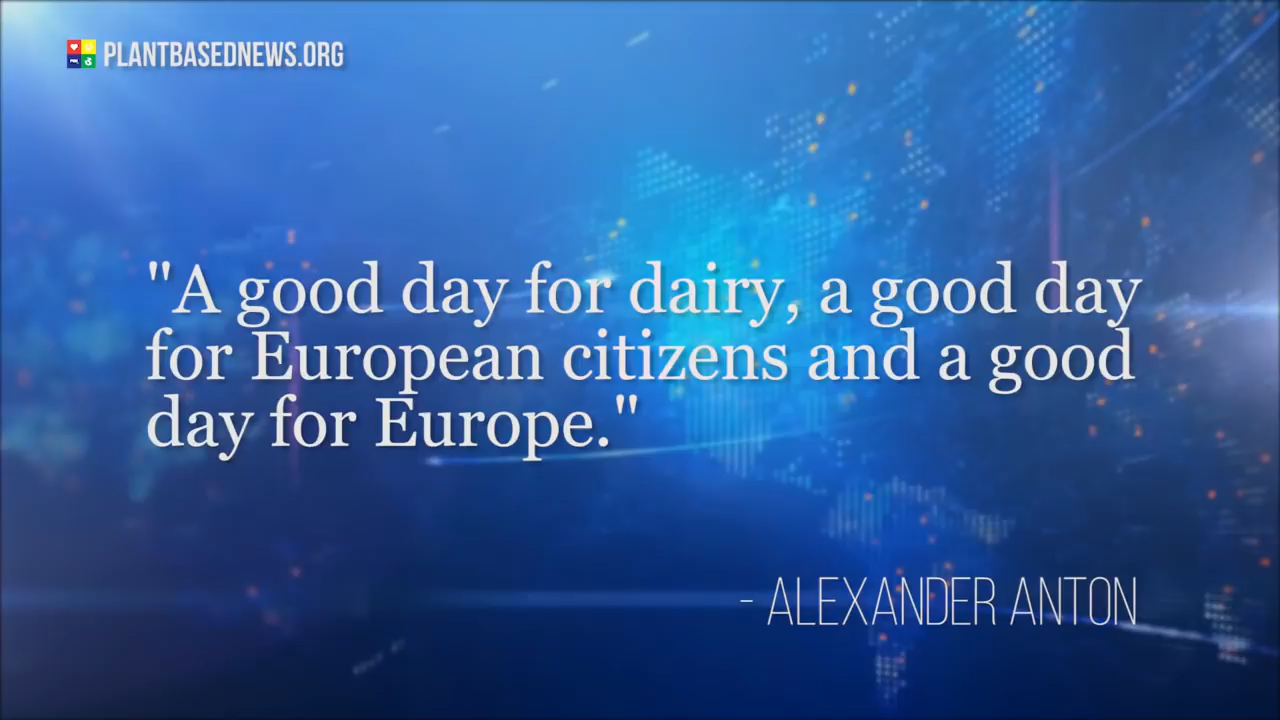 PLANTBASEDNEWS.ORG
"A good day for dairy, a good day
for European citizens and a good
day for Europe."
- ALEXANDER ANTON